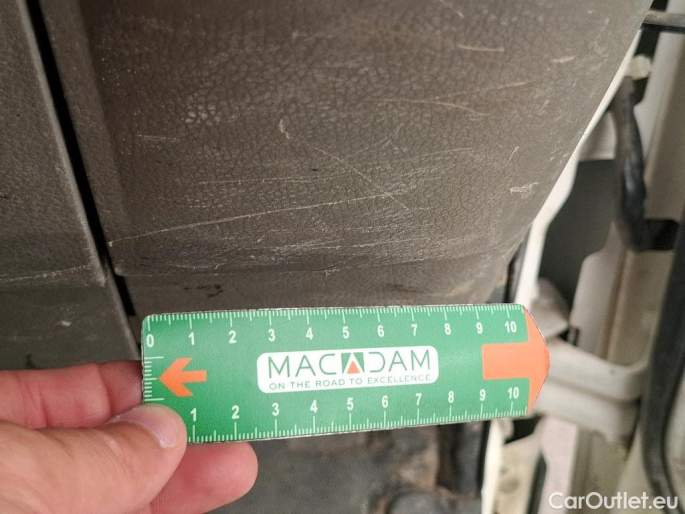 0 1 2 3 4 5 6 7 8 9 10
MACADAM
ON THE ROAD TO EXCELLENCE
1 2 3 4 5 6 7 8 9 10
CarOutlet.eu